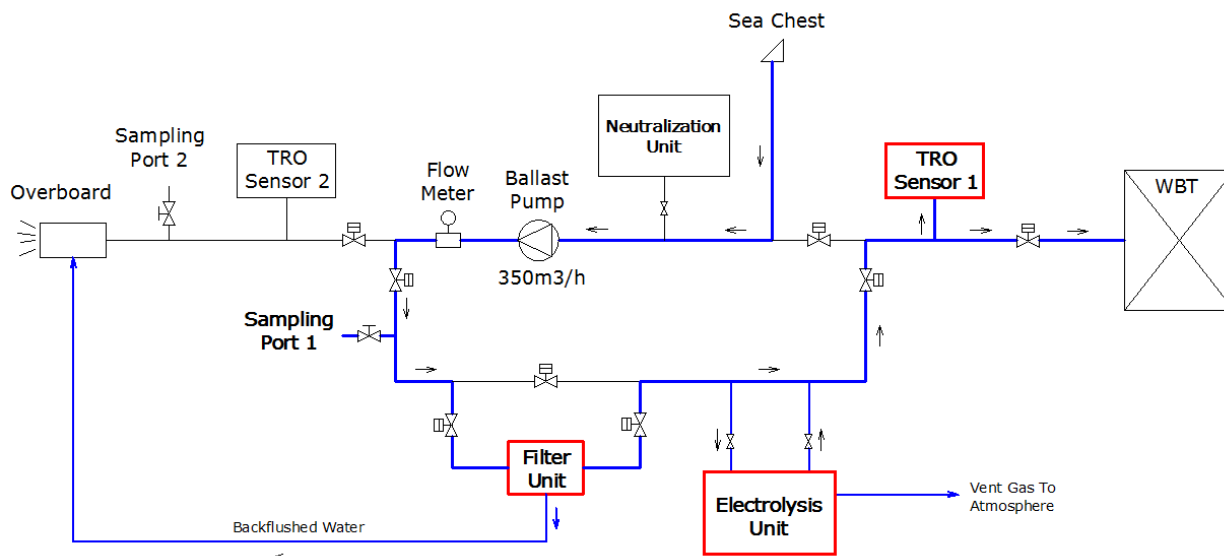 Sea Chest
Neutralization
Unit
Sampling
Port 2
TRO
Sensor 2
Flow
Meter
Ballast
Pump
TRO
Sensor 1
WBT
Overboard
350m3/h
Sampling
Port 1
Filter
Unit
Electrolysis
Unit
Vent Gas To
Atmosphere
Backflushed Water